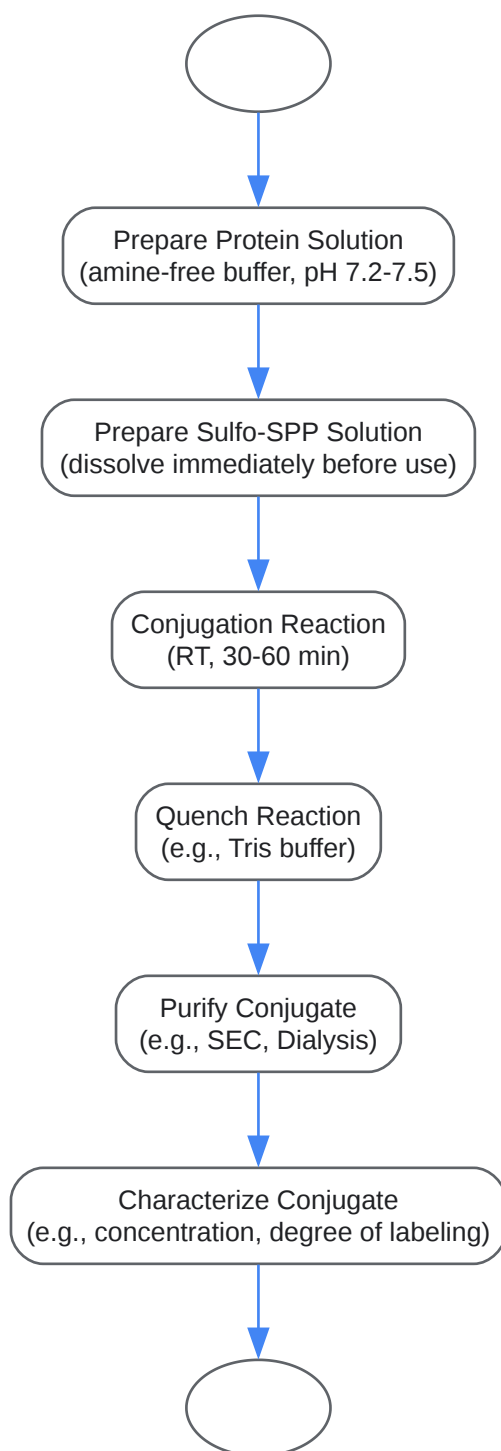 Prepare Protein Solution
(amine-free buffer, pH 7.2-7.5)
Prepare Sulfo-SPP Solution
(dissolve immediately before use)
Conjugation Reaction
(RT, 30-60 min)
Quench Reaction
(e.g., Tris buffer)
Purify Conjugate
(e.g., SEC, Dialysis)
Characterize Conjugate
(e.g., concentration, degree of labeling)